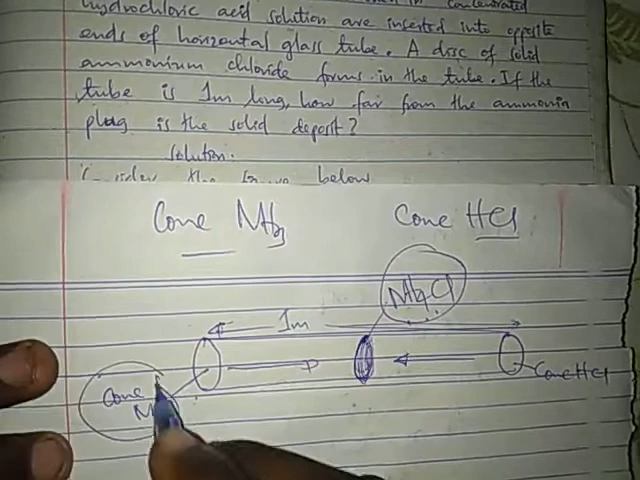 concentrated
hydrochloric acid solution are inserted into opposite
ends of horizontal glass tube. A disc of solid
ammonium chloride forms in the tube. If the
tube is 1m long, how far from the ammonia
plug is the solid deposit?
Solution.
below
Conc NH3
Conc HCl
NH4Cl
1m
Conc HCl
Conc